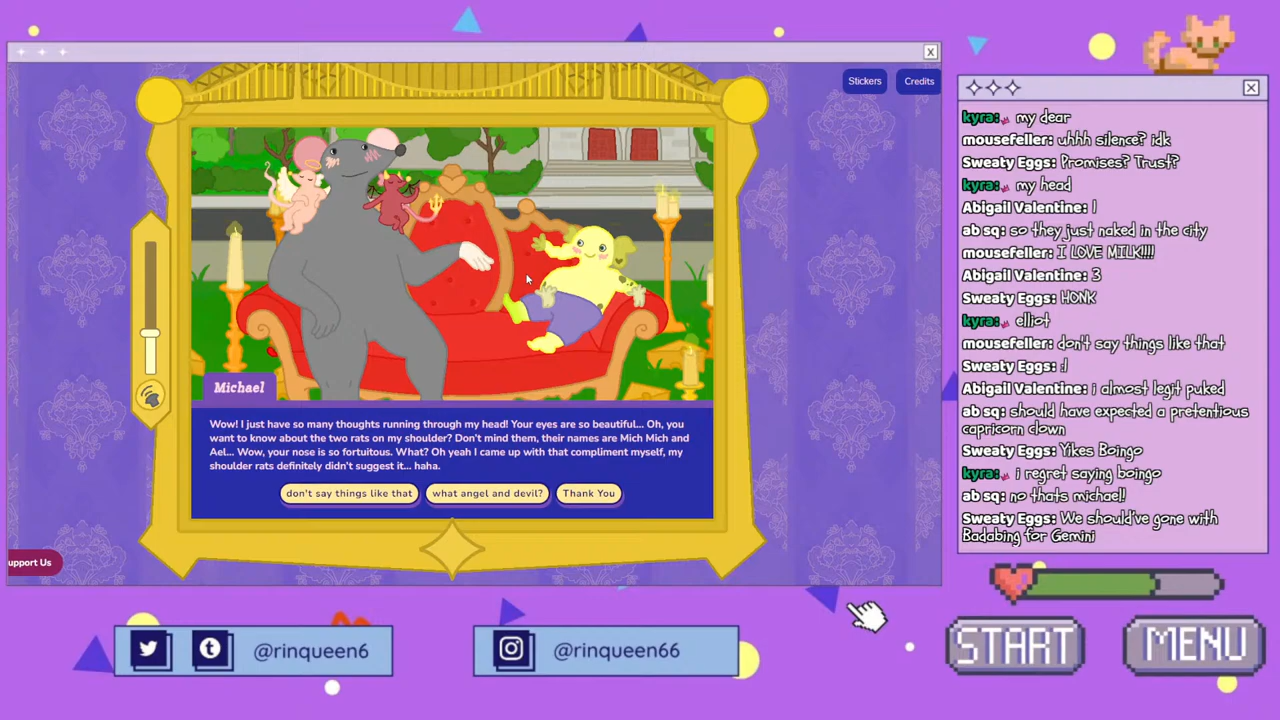 Stickers
Credits
Michael
Wow! I just have so many thoughts running through my head! Your eyes are so beautiful... Oh, you
want to know about the two rats on my shoulder? Don't mind them, their names are Mich Mich and
Ael... Wow, your nose is so fortuitous. What? Oh yeah I came up with that compliment myself, my
shoulder rats definitely didn't suggest it... haha.
don't say things like that
what angel and devil?
Thank You
upport Us
kyra: my dear
mousefeller: uhhh silence? idk
Sweaty Eggs: Promises? Trust?
kyra: my head
Abigail Valentine: 1
ab sq: so they just naked in the city
mousefeller: I LOVE MILK!!!!
Abigail Valentine: 3
Sweaty Eggs: HONK
kyra: elliot
mousefeller: don't say things like that
Sweaty Eggs: :l
Abigail Valentine: i almost legit puked
ab sq: should have expected a pretentious
capricorn clown
Sweaty Eggs: Yikes Boingo
kyra: i regret saying boingo
ab sq: no thats michael!
Sweaty Eggs: We should've gone with
Badabing for Gemini
@rinqueen6
@rinqueen66
START
MENU